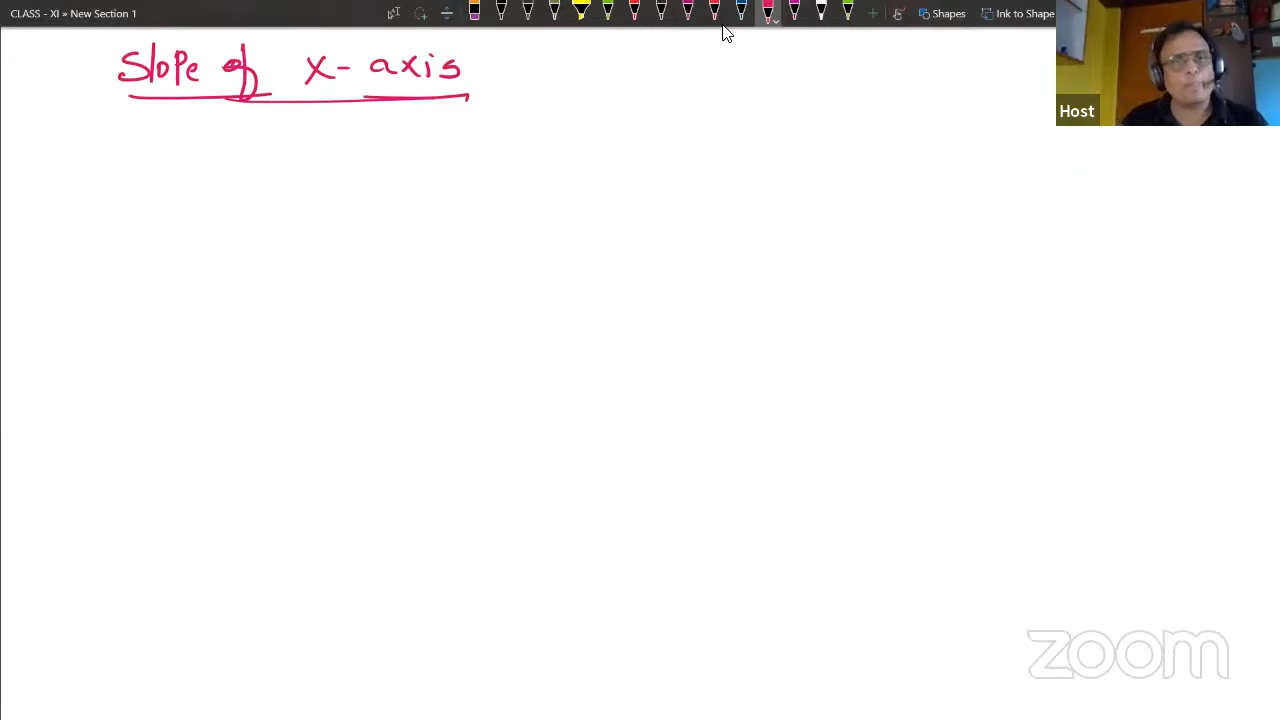 CLASS - XI » New Section 1
Shapes
Ink to Shape
Slope of x-axis
Host
zoom